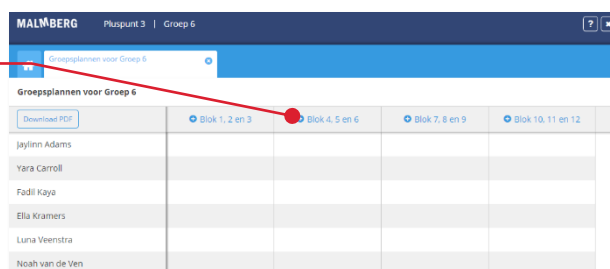 MALMBERG Pluspunt 3 | Groep 6 ?
Groepsplannen voor Groep 6
Groepsplannen voor Groep 6
Download PDF Blok 1, 2 en 3 Blok 4, 5 en 6 Blok 7, 8 en 9 Blok 10, 11 en 12
Jaylinn Adams
Yara Carroll
Fadil Kaya
Ella Kramers
Luna Veenstra
Noah van de Ven